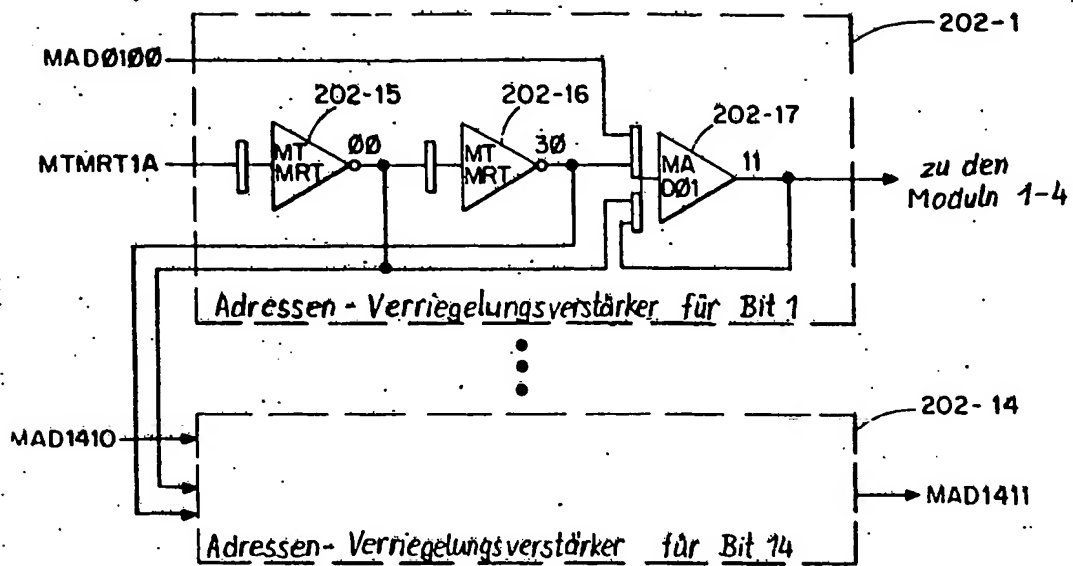 202-1
MADØ1ØØ
202-15
202-16
202-17
MTMRT1A
MT
MRT
ØØ
MT
MRT
3Ø
MA
DØ1
11
zu den
Moduln 1-4
Adressen - Verriegelungsverstärker für Bit 1
202-14
MAD1410
MAD1411
Adressen - Verriegelungsverstärker für Bit 14